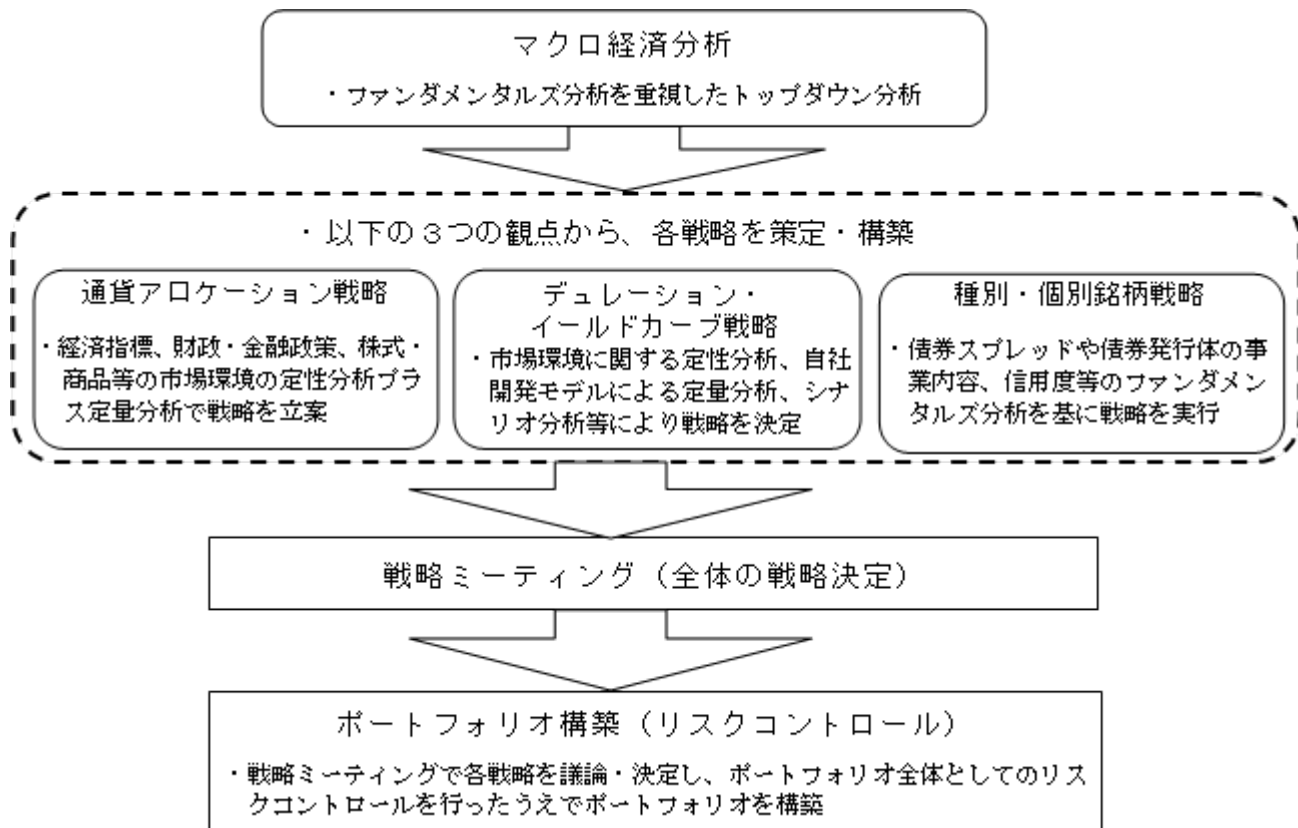 マクロ経済分析
・ファンダメンタルズ分析を重視したトップダウン分析
・以下の３つの観点から、各戦略を策定・構築
通貨アロケーション戦略
・経済指標、財政・金融政策、株式・
商品等の市場環境の定性分析プラ
ス定量分析で戦略を立案
デュレーション・
イールドカーブ戦略
・市場環境に関する定性分析、自社
開発モデルによる定量分析、シナ
リオ分析等により戦略を決定
種別・個別銘柄戦略
・債券スプレッドや債券発行体の事
業内容、信用度等のファンダメン
タルズ分析を基に戦略を実行
戦略ミーティング（全体の戦略決定）
ポートフォリオ構築（リスクコントロール）
・戦略ミーティングで各戦略を議論・決定し、ポートフォリオ全体としてのリス
クコントロールを行ったうえでポートフォリオを構築